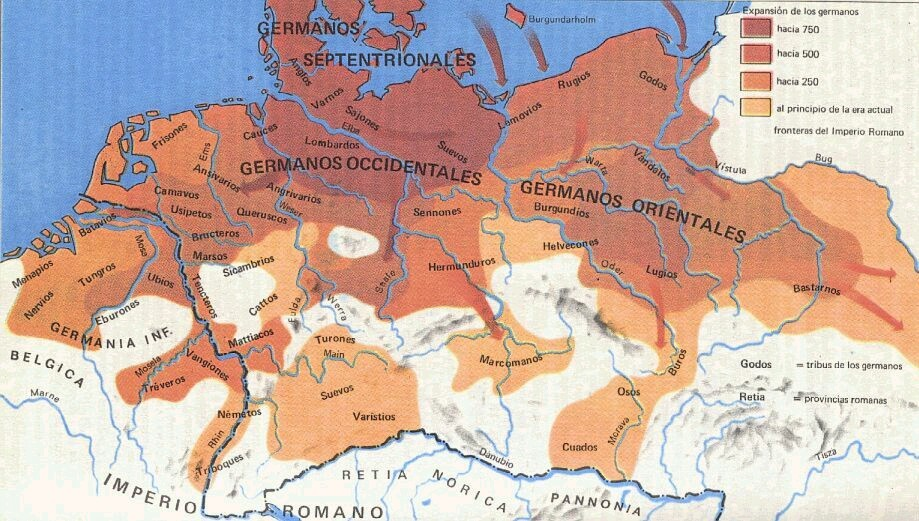 Expansión de los germanos
hacia 750
hacia 500
hacia 250
al principio de la era actual
fronteras del Imperio Romano
Burgundarholm
GERMANOS
SEPTENTRIONALES
Anglos
Varnos
Sajones
Elba
Lombardos
Suevos
Lemovios
Rugios
Godos
Frisones
Ems
Cauces
Ansivarios
GERMANOS OCCIDENTALES
Angrivarios
Weser
Camavos
Usipetos
Queruscos
Bructeros
Marsos
Sicambrios
Batavios
Mosa
Menapios
Nervios
Tungros
Ubios
Eburones
Tencteros
Cattos
Fulda
Werra
Saale
Sennones
Hermunduros
Warta
Vándalos
Vístula
Bug
GERMANOS ORIENTALES
Burgundios
Helvecones
Oder
Lugios
Bastarnos
GERMANIA INF.
BELGICA
Marne
Mosela
Vangiones
Tréveros
Mattiacos
Turones
Main
Suevos
Varistios
Németos
Rhin
Triboques
Marcomanos
Buros
Osos
Cuados
Morava
Danubio
Tisza
Godos = tribus de los germanos
Retia = provincias romanas
IMPERIO ROMANO
RETIA
NORICA
PANNONIA